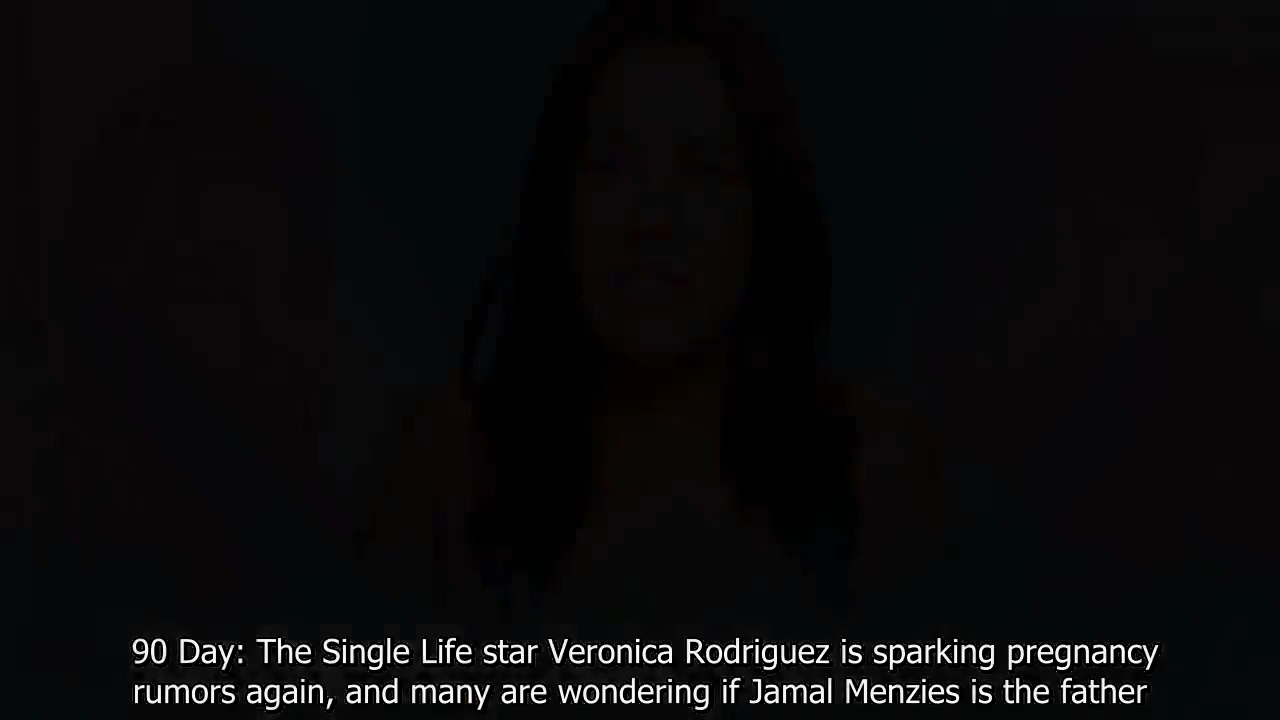 90 Day: The Single Life star Veronica Rodriguez is sparking pregnancy
rumors again, and many are wondering if Jamal Menzies is the father